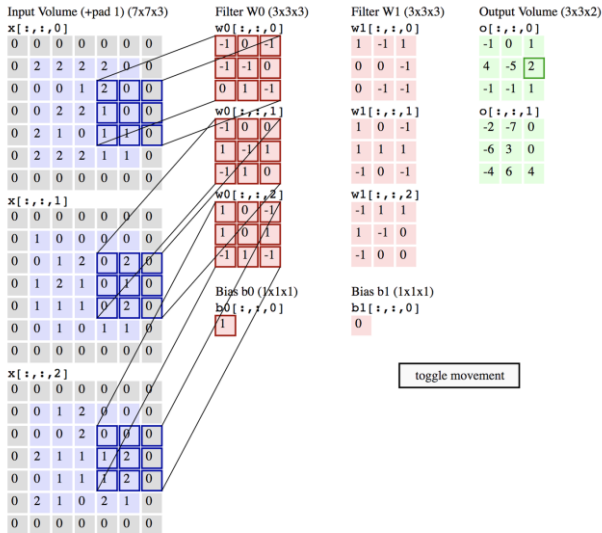 Input Volume (+pad 1) (7x7x3)
x[:,:,0]
0 0 0 0 0 0 0
0 2 2 2 2 0 0
0 0 0 1 2 0 0
0 0 2 2 1 0 0
0 2 1 0 1 1 0
0 2 2 2 1 1 0
0 0 0 0 0 0 0
x[:,:,1]
0 0 0 0 0 0 0
0 1 0 0 0 0 0
0 0 1 2 0 2 0
0 1 2 1 0 1 0
0 1 1 1 0 2 0
0 0 1 0 1 1 0
0 0 0 0 0 0 0
x[:,:,2]
0 0 0 0 0 0 0
0 0 1 2 0 0 0
0 0 0 2 0 0 0
0 2 1 1 1 2 0
0 0 1 1 1 2 0
0 2 1 0 2 1 0
0 0 0 0 0 0 0
Filter W0 (3x3x3)
w0[:,:,0]
-1 0 -1
-1 -1 0
0 1 -1
w0[:,:,1]
-1 0 0
1 -1 1
-1 1 0
w0[:,:,2]
1 0 -1
1 0 1
-1 1 -1
Bias b0 (1x1x1)
b0[:,:,0]
1
Filter W1 (3x3x3)
w1[:,:,0]
1 -1 1
0 0 -1
0 -1 -1
w1[:,:,1]
1 0 -1
1 1 1
-1 0 -1
w1[:,:,2]
-1 1 1
1 -1 0
-1 0 0
Bias b1 (1x1x1)
b1[:,:,0]
0
Output Volume (3x3x2)
o[:,:,0]
-1 0 1
4 -5 2
-1 -1 1
o[:,:,1]
-2 -7 0
-6 3 0
-4 6 4
toggle movement